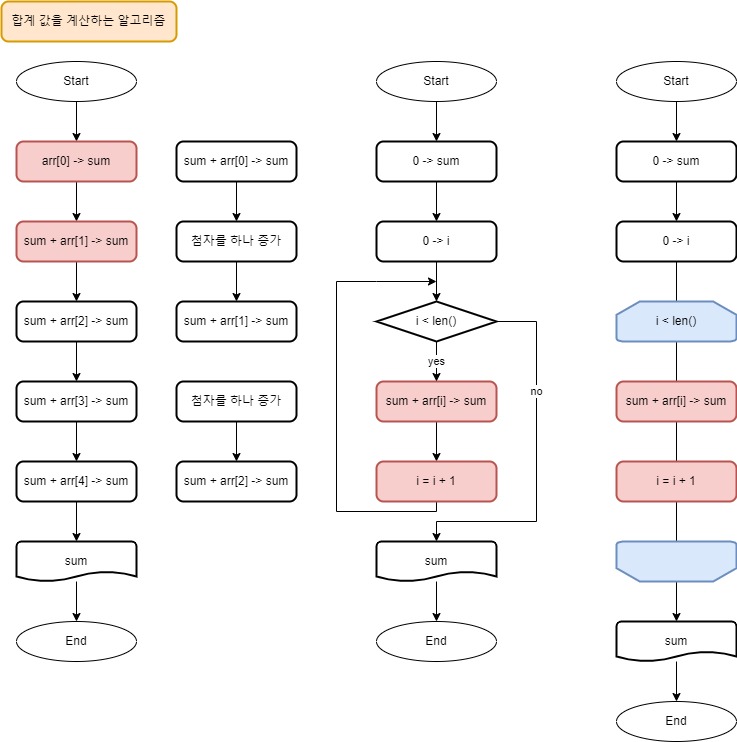 합계 값을 계산하는 알고리즘
Start
arr[0] -> sum
sum + arr[1] -> sum
sum + arr[2] -> sum
sum + arr[3] -> sum
sum + arr[4] -> sum
sum
End
sum + arr[0] -> sum
첨자를 하나 증가
sum + arr[1] -> sum
첨자를 하나 증가
sum + arr[2] -> sum
Start
0 -> sum
0 -> i
i < len()
yes
no
sum + arr[i] -> sum
i = i + 1
sum
End
Start
0 -> sum
0 -> i
i < len()
sum + arr[i] -> sum
i = i + 1
sum
End